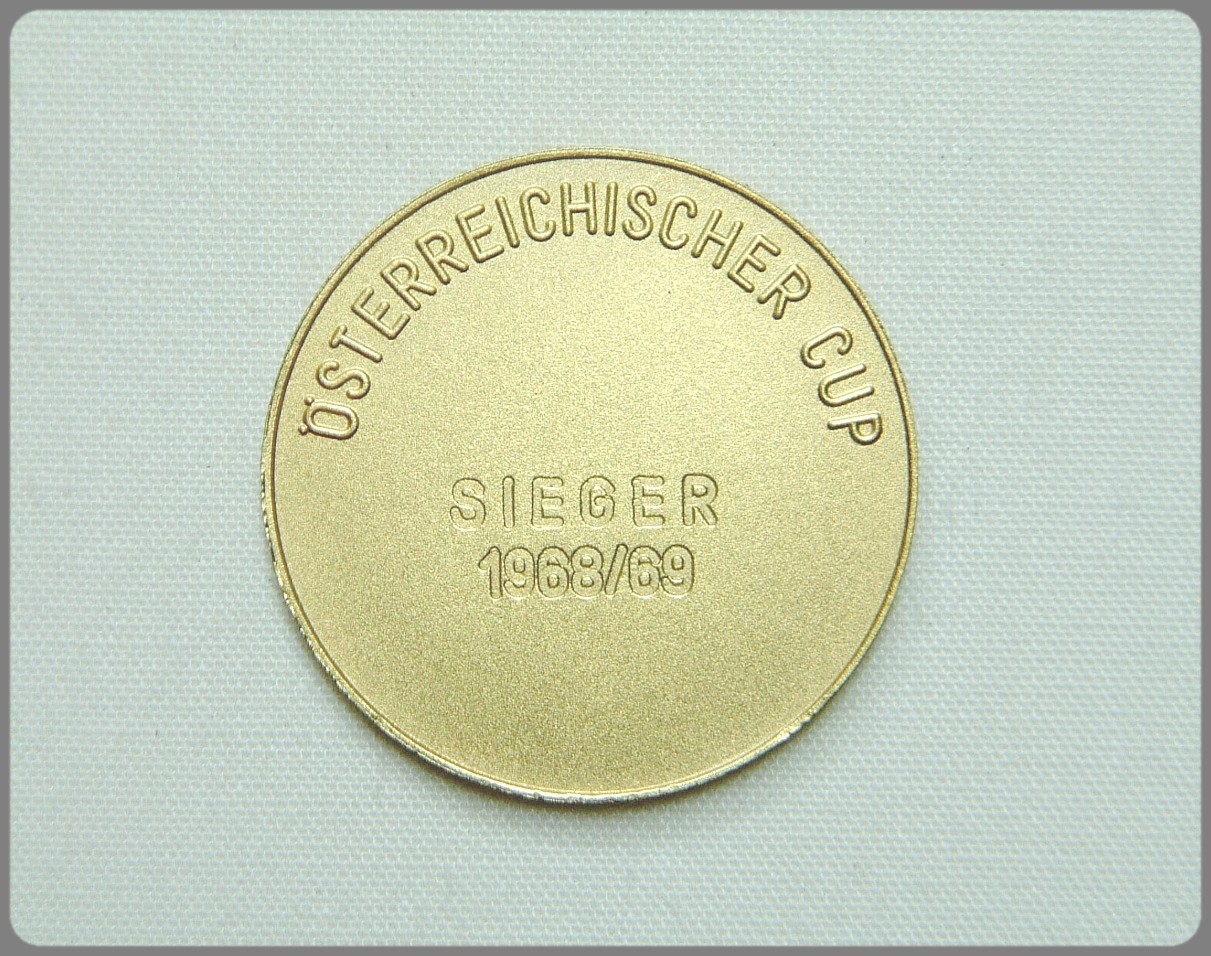 ÖSTERREICHISCHER CUP
SIEGER
1968/69